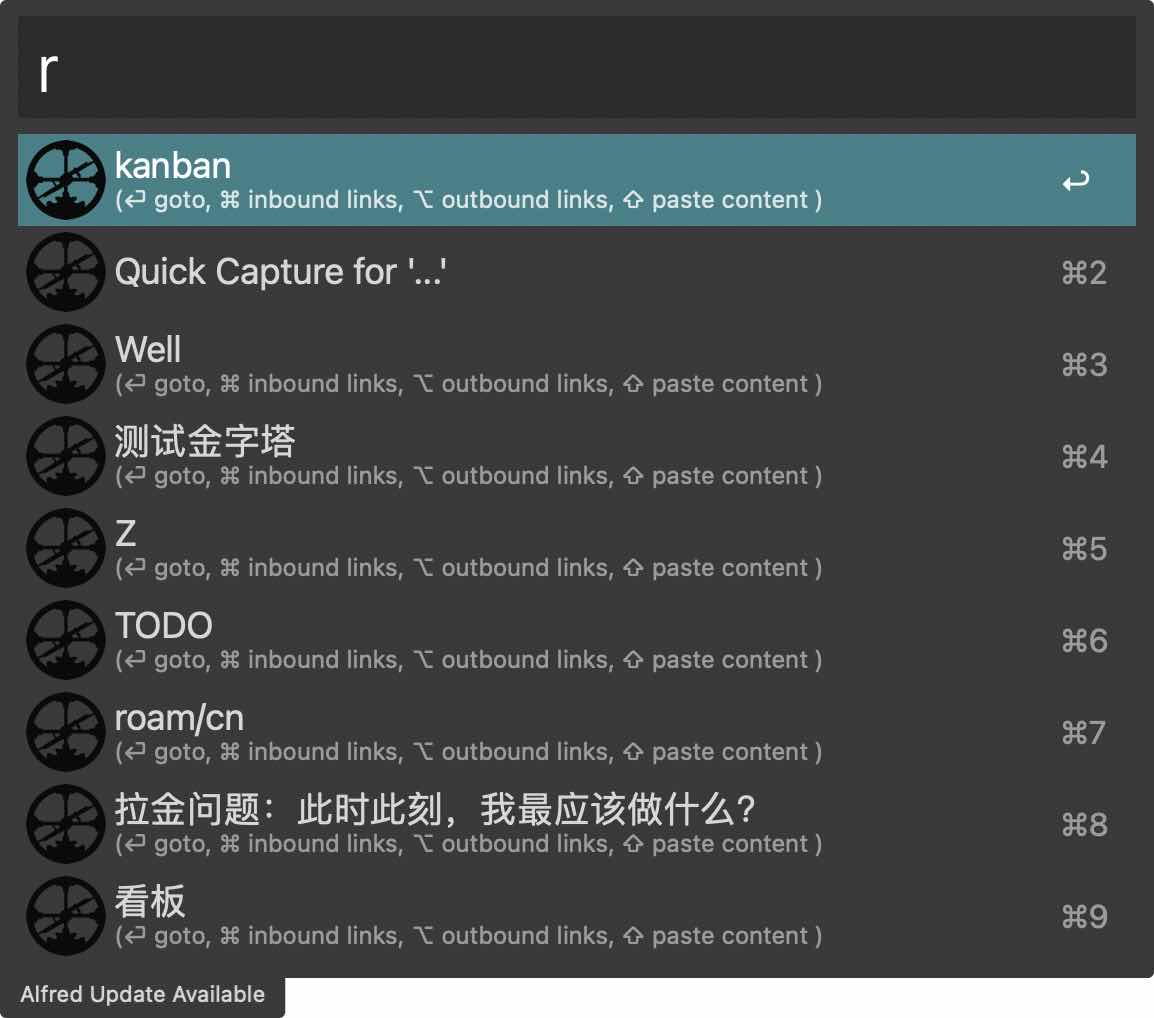 r
kanban
(⏎ goto, ⌘ inbound links, ⌥ outbound links, ⇧ paste content )
↩
Quick Capture for '...'
⌘2
Well
(⏎ goto, ⌘ inbound links, ⌥ outbound links, ⇧ paste content )
⌘3
测试金字塔
(⏎ goto, ⌘ inbound links, ⌥ outbound links, ⇧ paste content )
⌘4
Z
(⏎ goto, ⌘ inbound links, ⌥ outbound links, ⇧ paste content )
⌘5
TODO
(⏎ goto, ⌘ inbound links, ⌥ outbound links, ⇧ paste content )
⌘6
roam/cn
(⏎ goto, ⌘ inbound links, ⌥ outbound links, ⇧ paste content )
⌘7
拉金问题：此时此刻，我最应该做什么？
(⏎ goto, ⌘ inbound links, ⌥ outbound links, ⇧ paste content )
⌘8
看板
(⏎ goto, ⌘ inbound links, ⌥ outbound links, ⇧ paste content )
⌘9
Alfred Update Available